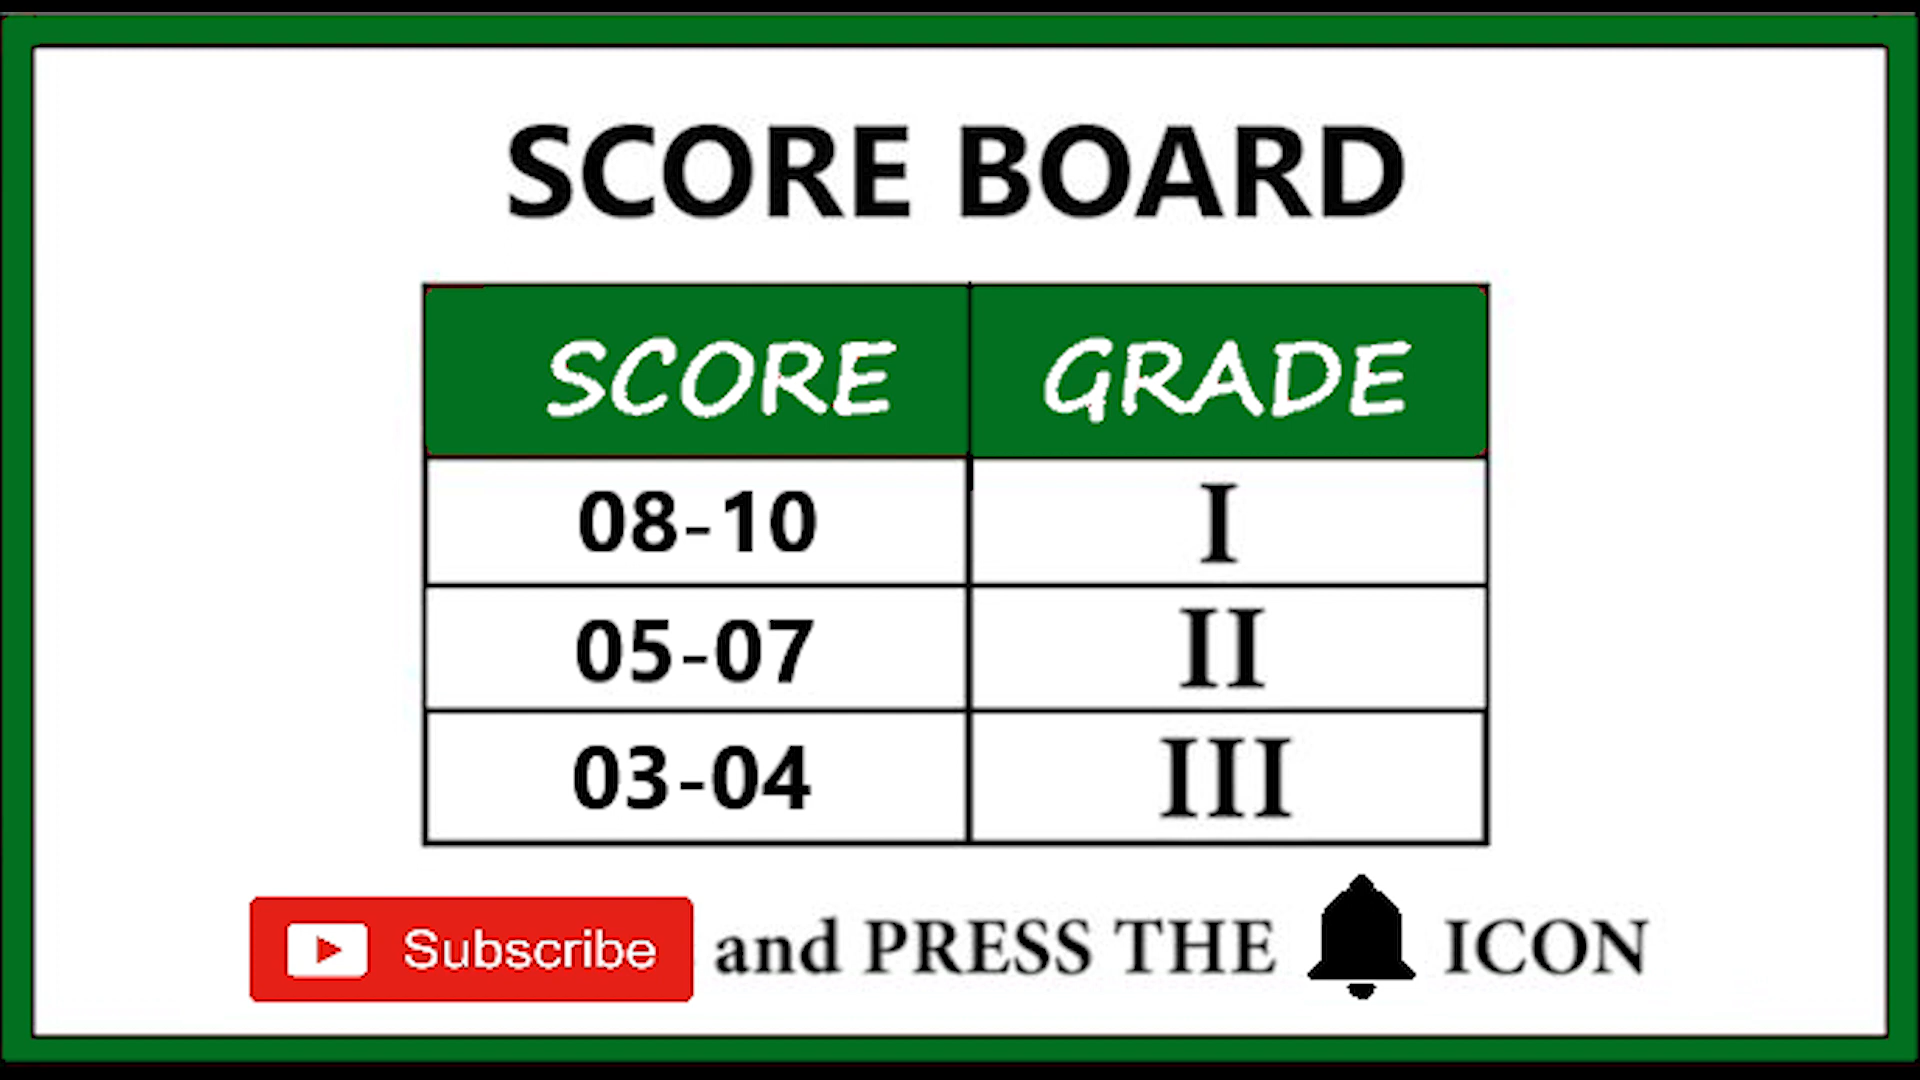 SCORE BOARD
SCORE GRADE
08-10 I
05-07 II
03-04 III
Subscribe and PRESS THE ICON